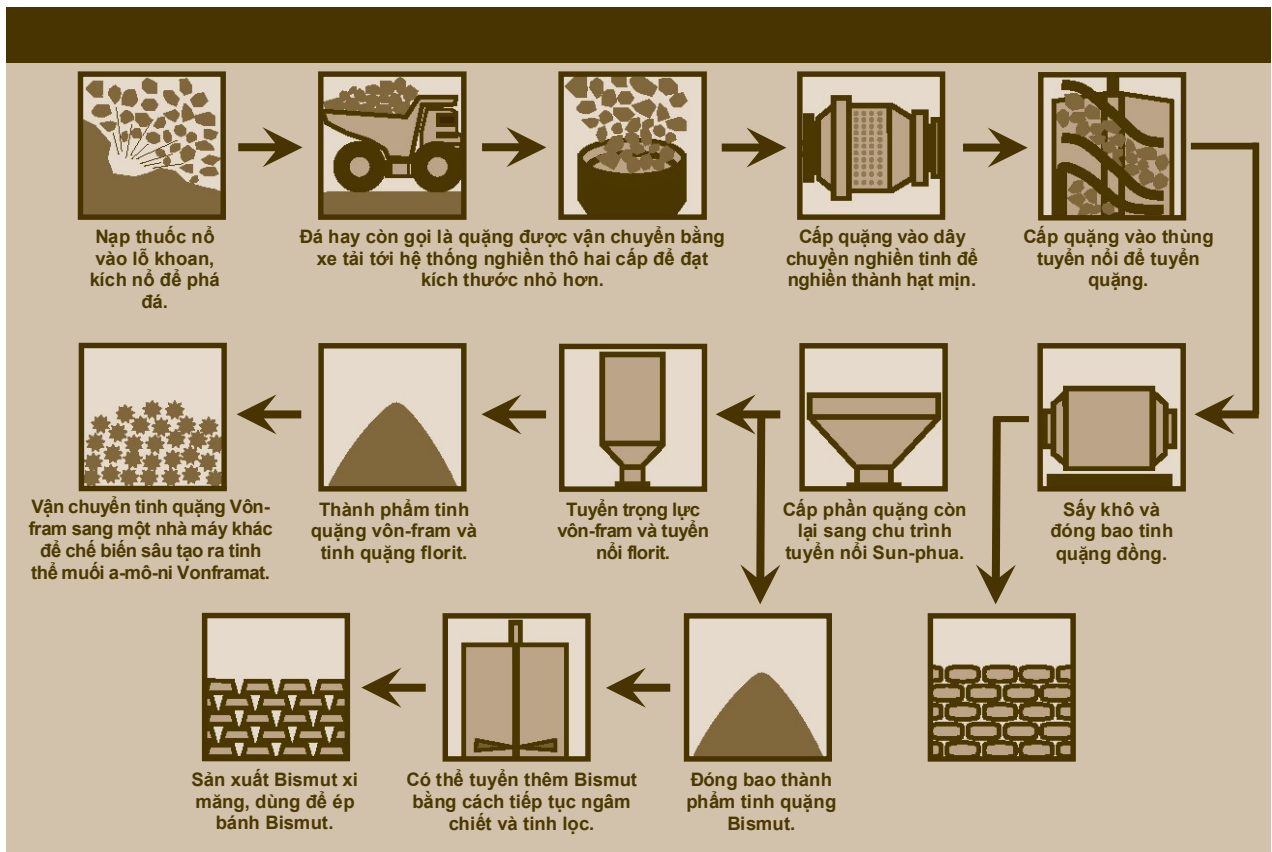 Nạp thuốc nổ
vào lỗ khoan,
kích nổ để phá
đá.
Đá hay còn gọi là quặng được vận chuyển bằng
xe tải tới hệ thống nghiền thô hai cấp để đạt
kích thước nhỏ hơn.
Cấp quặng vào dây
chuyền nghiền tinh để
nghiền thành hạt mịn.
Cấp quặng vào thùng
tuyển nổi để tuyển
quặng.
Vận chuyển tinh quặng Vôn-
fram sang một nhà máy khác
để chế biến sâu tạo ra tinh
thể muối a-mô-ni Vonframat.
Thành phẩm tinh
quặng vôn-fram và
tinh quặng florit.
Tuyển trọng lực
vôn-fram và tuyển
nổi florit.
Cấp phần quặng còn
lại sang chu trình
tuyển nổi Sun-phua.
Sấy khô và
đóng bao tinh
quặng đồng.
Sản xuất Bismut xi
măng, dùng để ép
bánh Bismut.
Có thể tuyển thêm Bismut
bằng cách tiếp tục ngâm
chiết và tinh lọc.
Đóng bao thành
phẩm tinh quặng
Bismut.